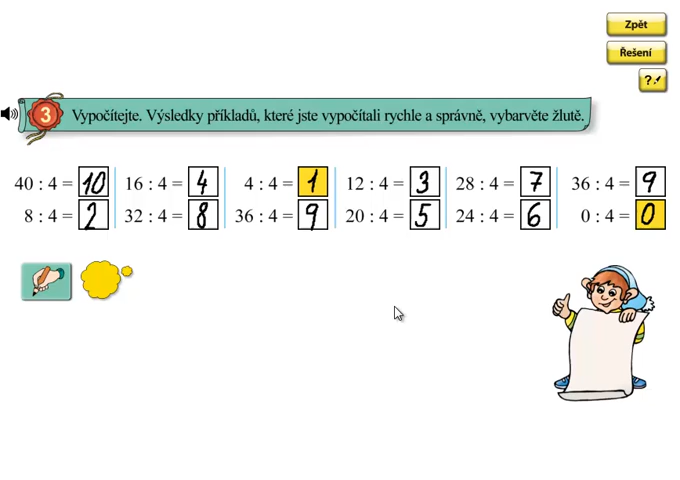 Zpět
Řešení
?
3 Vypočítejte. Výsledky příkladů, které jste vypočítali rychle a správně, vybarvěte žlutě.
40 : 4 = 10 16 : 4 = 4 4 : 4 = 1 12 : 4 = 3 28 : 4 = 7 36 : 4 = 9
8 : 4 = 2 32 : 4 = 8 36 : 4 = 9 20 : 4 = 5 24 : 4 = 6 0 : 4 = 0